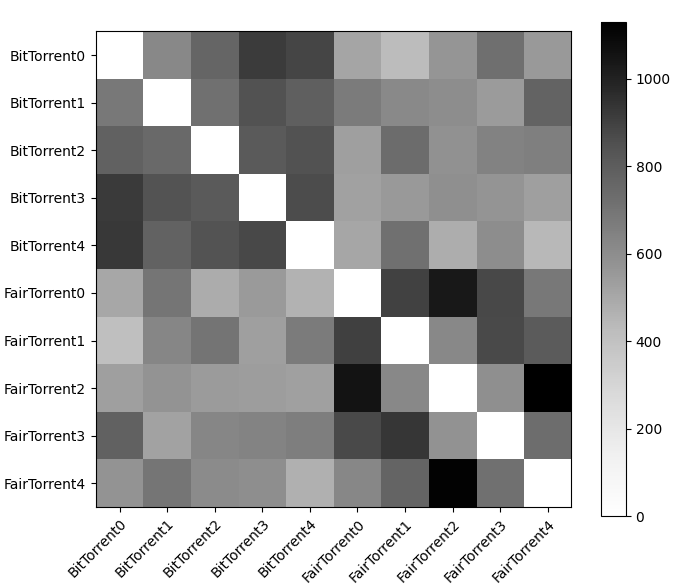 BitTorrent0
BitTorrent1
BitTorrent2
BitTorrent3
BitTorrent4
FairTorrent0
FairTorrent1
FairTorrent2
FairTorrent3
FairTorrent4
BitTorrent0
BitTorrent1
BitTorrent2
BitTorrent3
BitTorrent4
FairTorrent0
FairTorrent1
FairTorrent2
FairTorrent3
FairTorrent4
1000
800
600
400
200
0